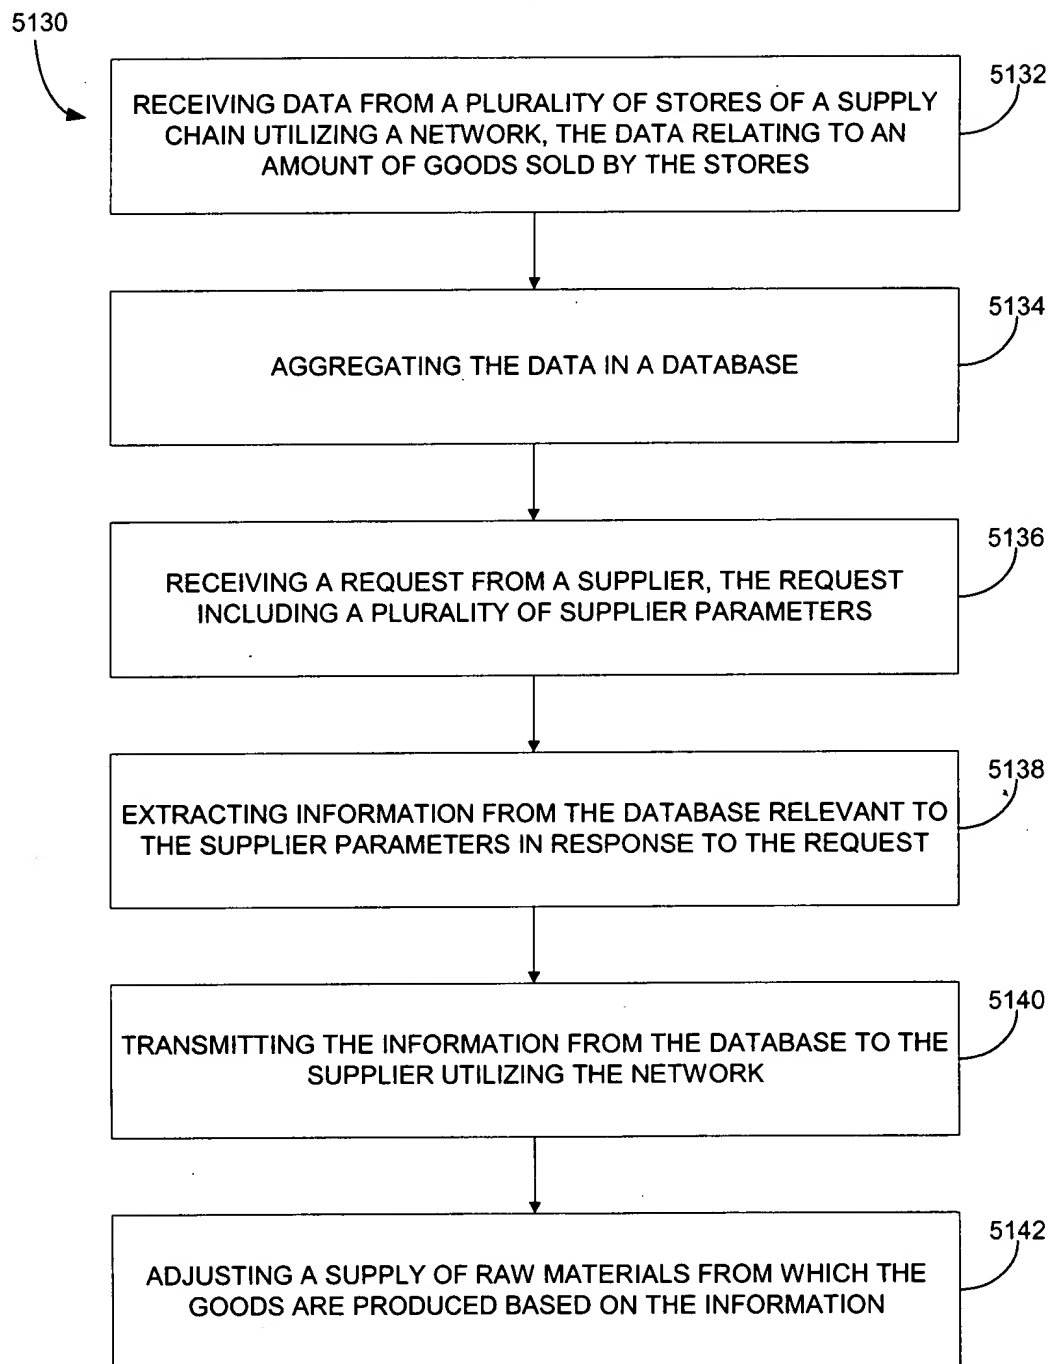 5130
5132
RECEIVING DATA FROM A PLURALITY OF STORES OF A SUPPLY
CHAIN UTILIZING A NETWORK, THE DATA RELATING TO AN
AMOUNT OF GOODS SOLD BY THE STORES
5134
AGGREGATING THE DATA IN A DATABASE
5136
RECEIVING A REQUEST FROM A SUPPLIER, THE REQUEST
INCLUDING A PLURALITY OF SUPPLIER PARAMETERS
5138
EXTRACTING INFORMATION FROM THE DATABASE RELEVANT TO
THE SUPPLIER PARAMETERS IN RESPONSE TO THE REQUEST
5140
TRANSMITTING THE INFORMATION FROM THE DATABASE TO THE
SUPPLIER UTILIZING THE NETWORK
5142
ADJUSTING A SUPPLY OF RAW MATERIALS FROM WHICH THE
GOODS ARE PRODUCED BASED ON THE INFORMATION